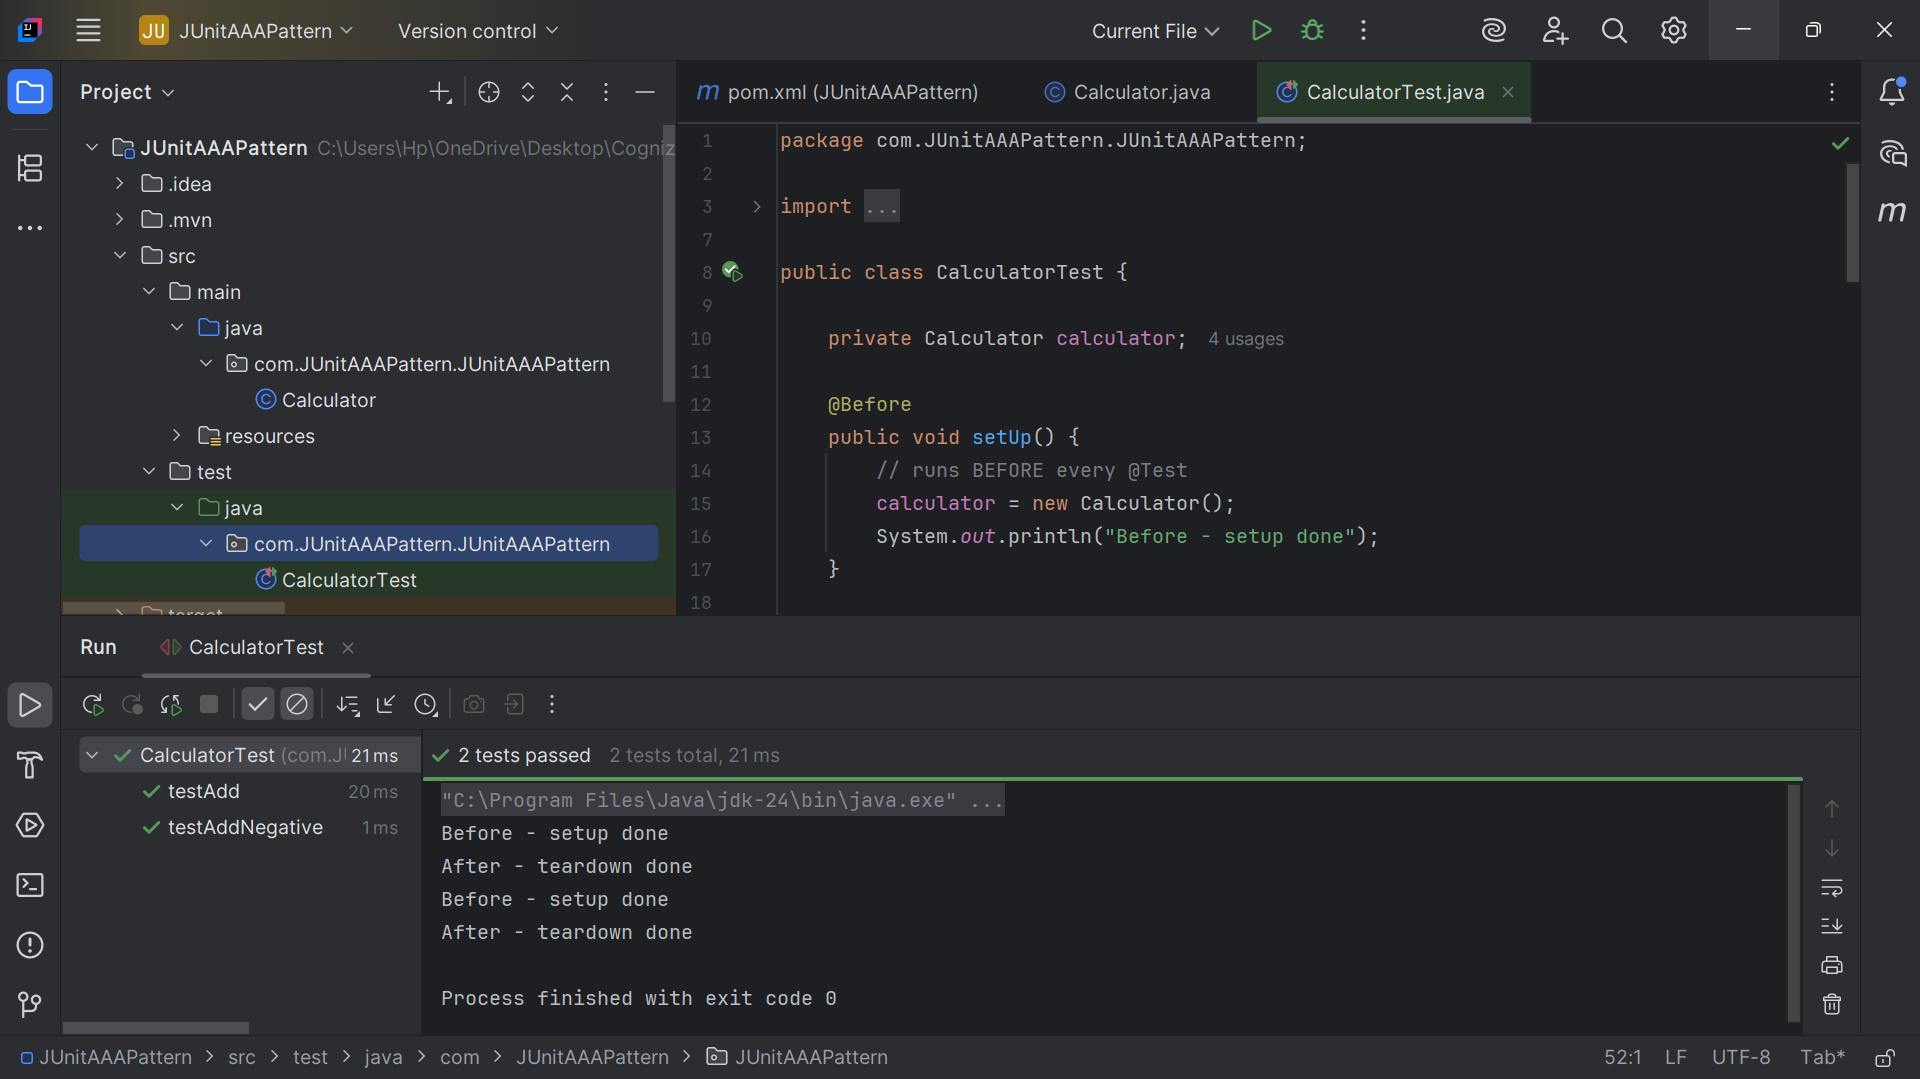 JU JUnitAAAPattern Version control Current File
Project
JUnitAAAPattern C:\Users\Hp\OneDrive\Desktop\Cogniz
.idea
.mvn
src
main
java
com.JUnitAAAPattern.JUnitAAAPattern
Calculator
resources
test
java
com.JUnitAAAPattern.JUnitAAAPattern
CalculatorTest
target
m pom.xml (JUnitAAAPattern) Calculator.java CalculatorTest.java
1 package com.JUnitAAAPattern.JUnitAAAPattern;
2
3 import ...
7
8 public class CalculatorTest {
9
10 private Calculator calculator; 4 usages
11
12 @Before
13 public void setUp() {
14 // runs BEFORE every @Test
15 calculator = new Calculator();
16 System.out.println("Before - setup done");
17 }
18
m
Run CalculatorTest
CalculatorTest (com.JU 21 ms
testAdd 20 ms
testAddNegative 1 ms
2 tests passed 2 tests total, 21 ms
"C:\Program Files\Java\jdk-24\bin\java.exe" ...
Before - setup done
After - teardown done
Before - setup done
After - teardown done
Process finished with exit code 0
JUnitAAAPattern > src > test > java > com > JUnitAAAPattern > JUnitAAAPattern 52:1 LF UTF-8 Tab*